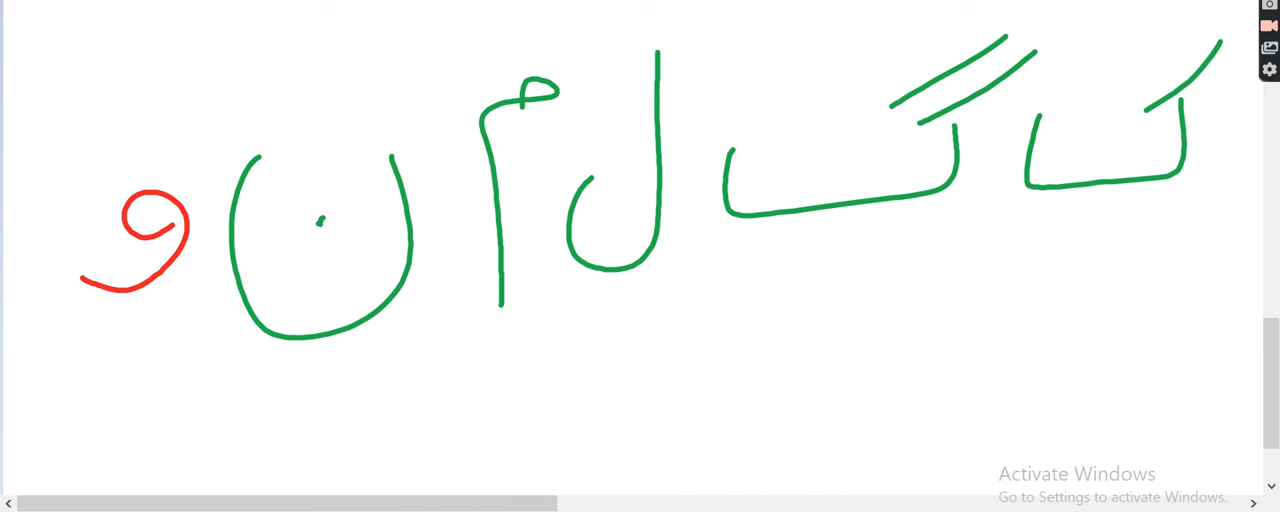 ک گ ل م ن و
Activate Windows
Go to Settings to activate Windows.